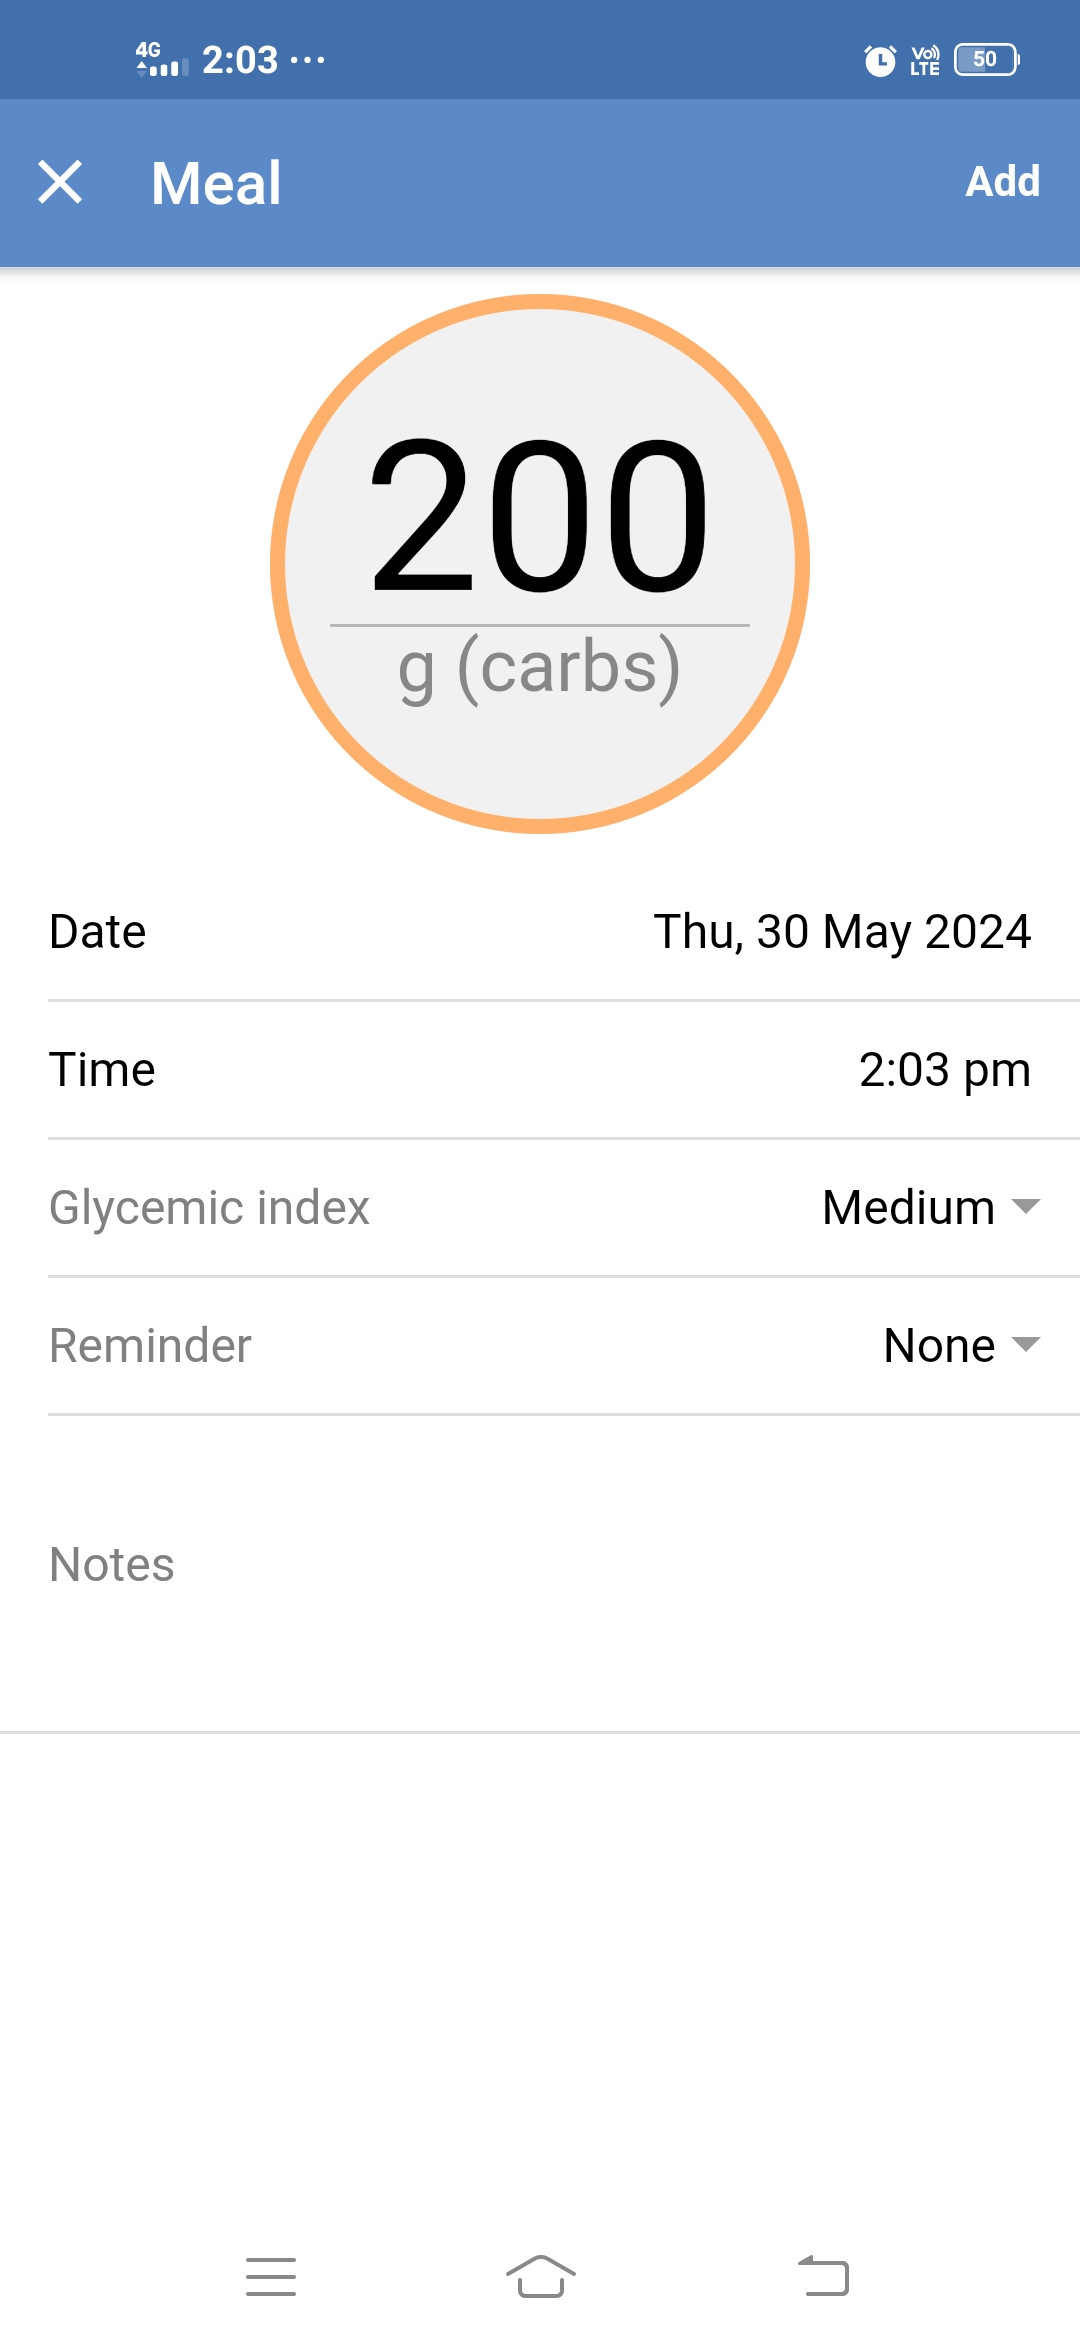 4G 2:03 ... Vo) LTE 50
Meal Add
200
g (carbs)
Date Thu, 30 May 2024
Time 2:03 pm
Glycemic index Medium
Reminder None
Notes